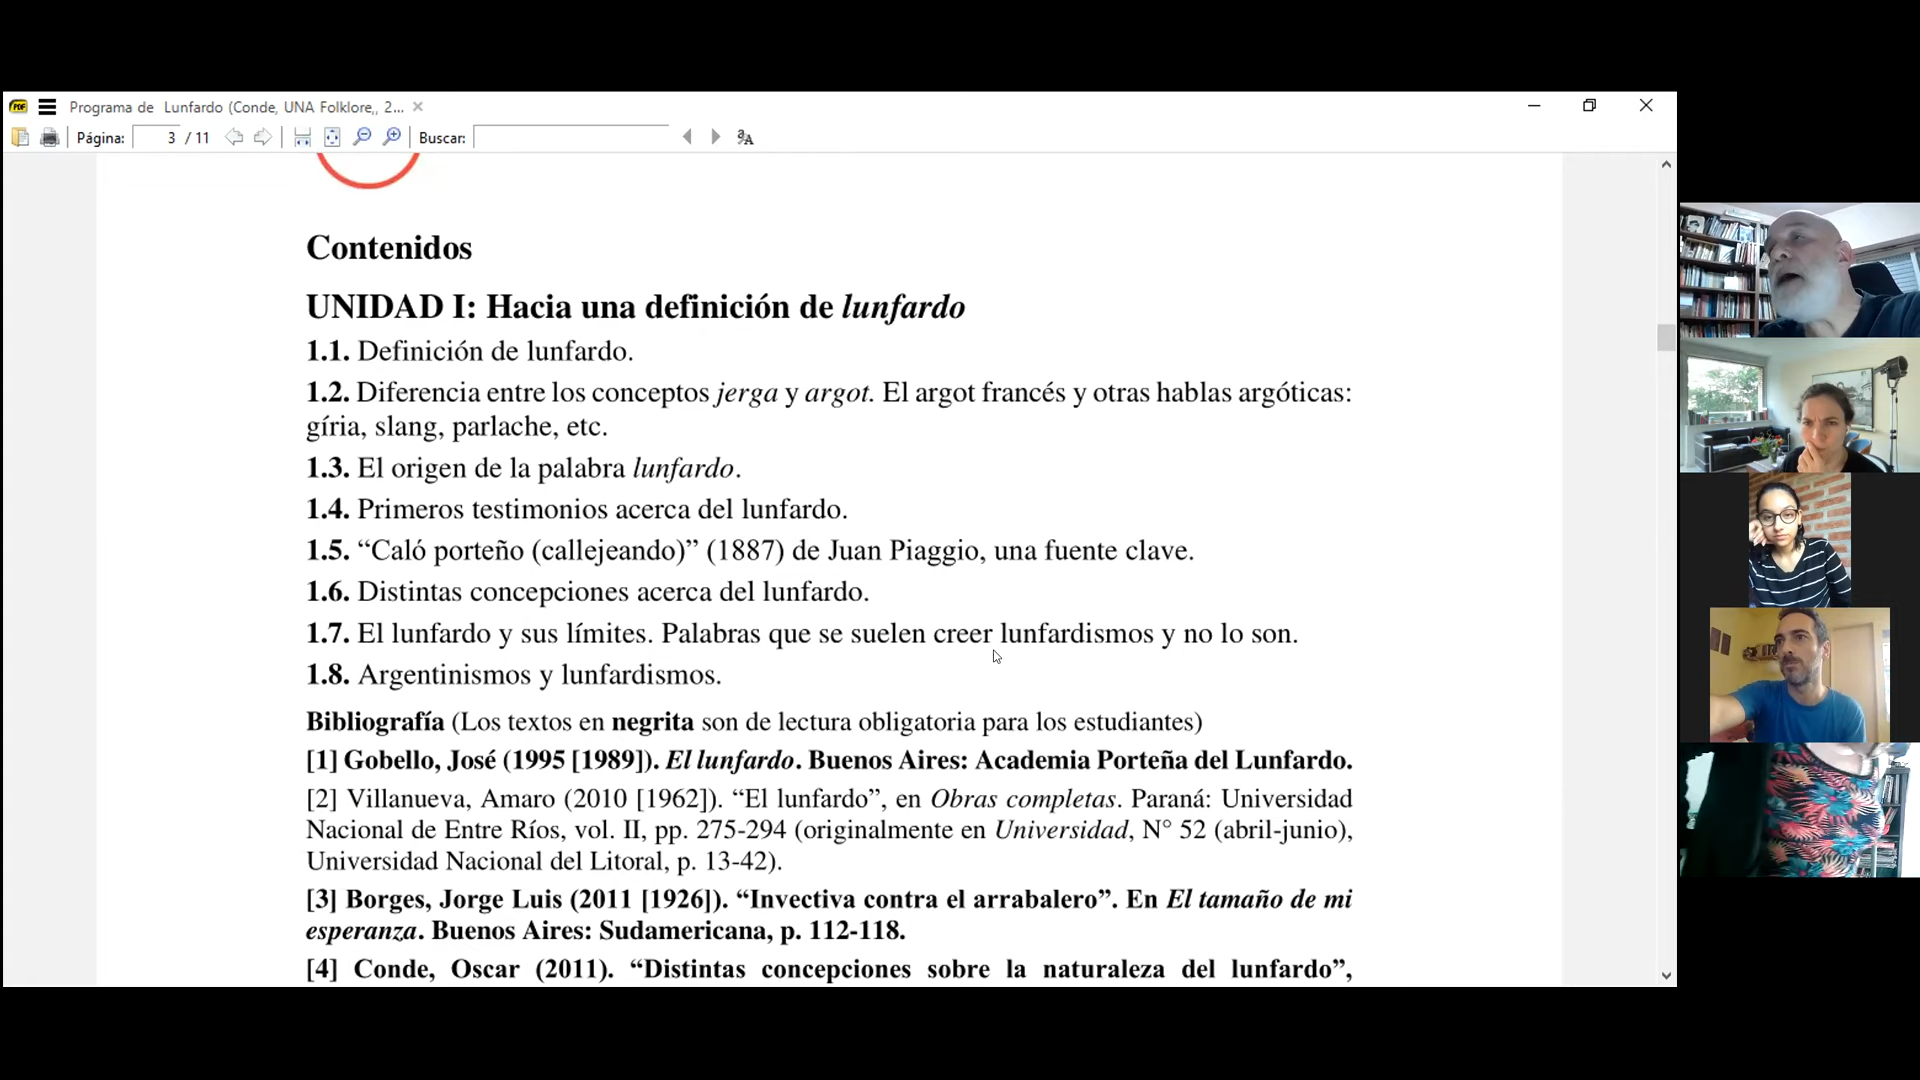 Programa de Lunfardo (Conde, UNA Folklore,, 2...
Página: 3 / 11 Buscar:
Contenidos
UNIDAD I: Hacia una definición de lunfardo
1.1. Definición de lunfardo.
1.2. Diferencia entre los conceptos jerga y argot. El argot francés y otras hablas argóticas:
gíria, slang, parlache, etc.
1.3. El origen de la palabra lunfardo.
1.4. Primeros testimonios acerca del lunfardo.
1.5. “Caló porteño (callejeando)” (1887) de Juan Piaggio, una fuente clave.
1.6. Distintas concepciones acerca del lunfardo.
1.7. El lunfardo y sus límites. Palabras que se suelen creer lunfardismos y no lo son.
1.8. Argentinismos y lunfardismos.
Bibliografía (Los textos en negrita son de lectura obligatoria para los estudiantes)
[1] Gobello, José (1995 [1989]). El lunfardo. Buenos Aires: Academia Porteña del Lunfardo.
[2] Villanueva, Amaro (2010 [1962]). “El lunfardo”, en Obras completas. Paraná: Universidad
Nacional de Entre Ríos, vol. II, pp. 275-294 (originalmente en Universidad, N° 52 (abril-junio),
Universidad Nacional del Litoral, p. 13-42).
[3] Borges, Jorge Luis (2011 [1926]). “Invectiva contra el arrabalero”. En El tamaño de mi
esperanza. Buenos Aires: Sudamericana, p. 112-118.
[4] Conde, Oscar (2011). “Distintas concepciones sobre la naturaleza del lunfardo”,